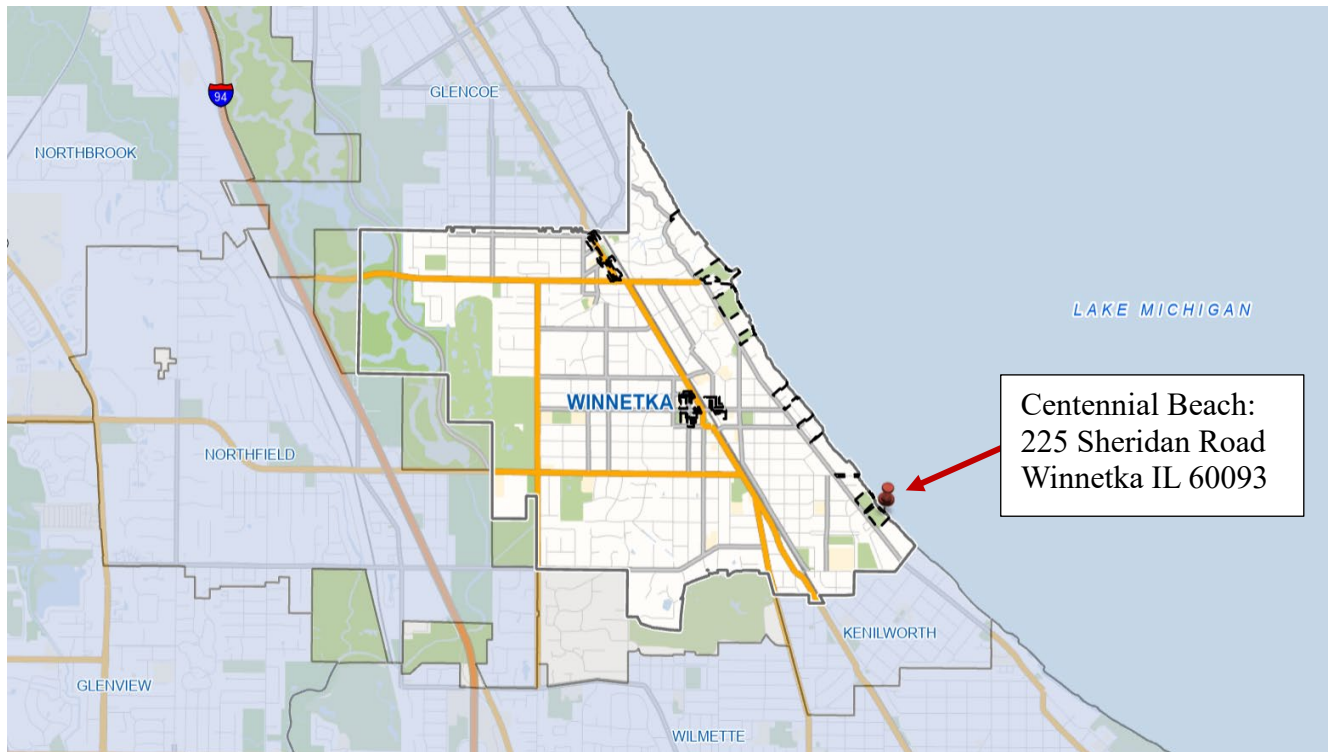 GLENCOE
94
NORTHBROOK
LAKE MICHIGAN
WINNETKA
Centennial Beach:
225 Sheridan Road
Winnetka IL 60093
NORTHFIELD
KENILWORTH
GLENVIEW
WILMETTE